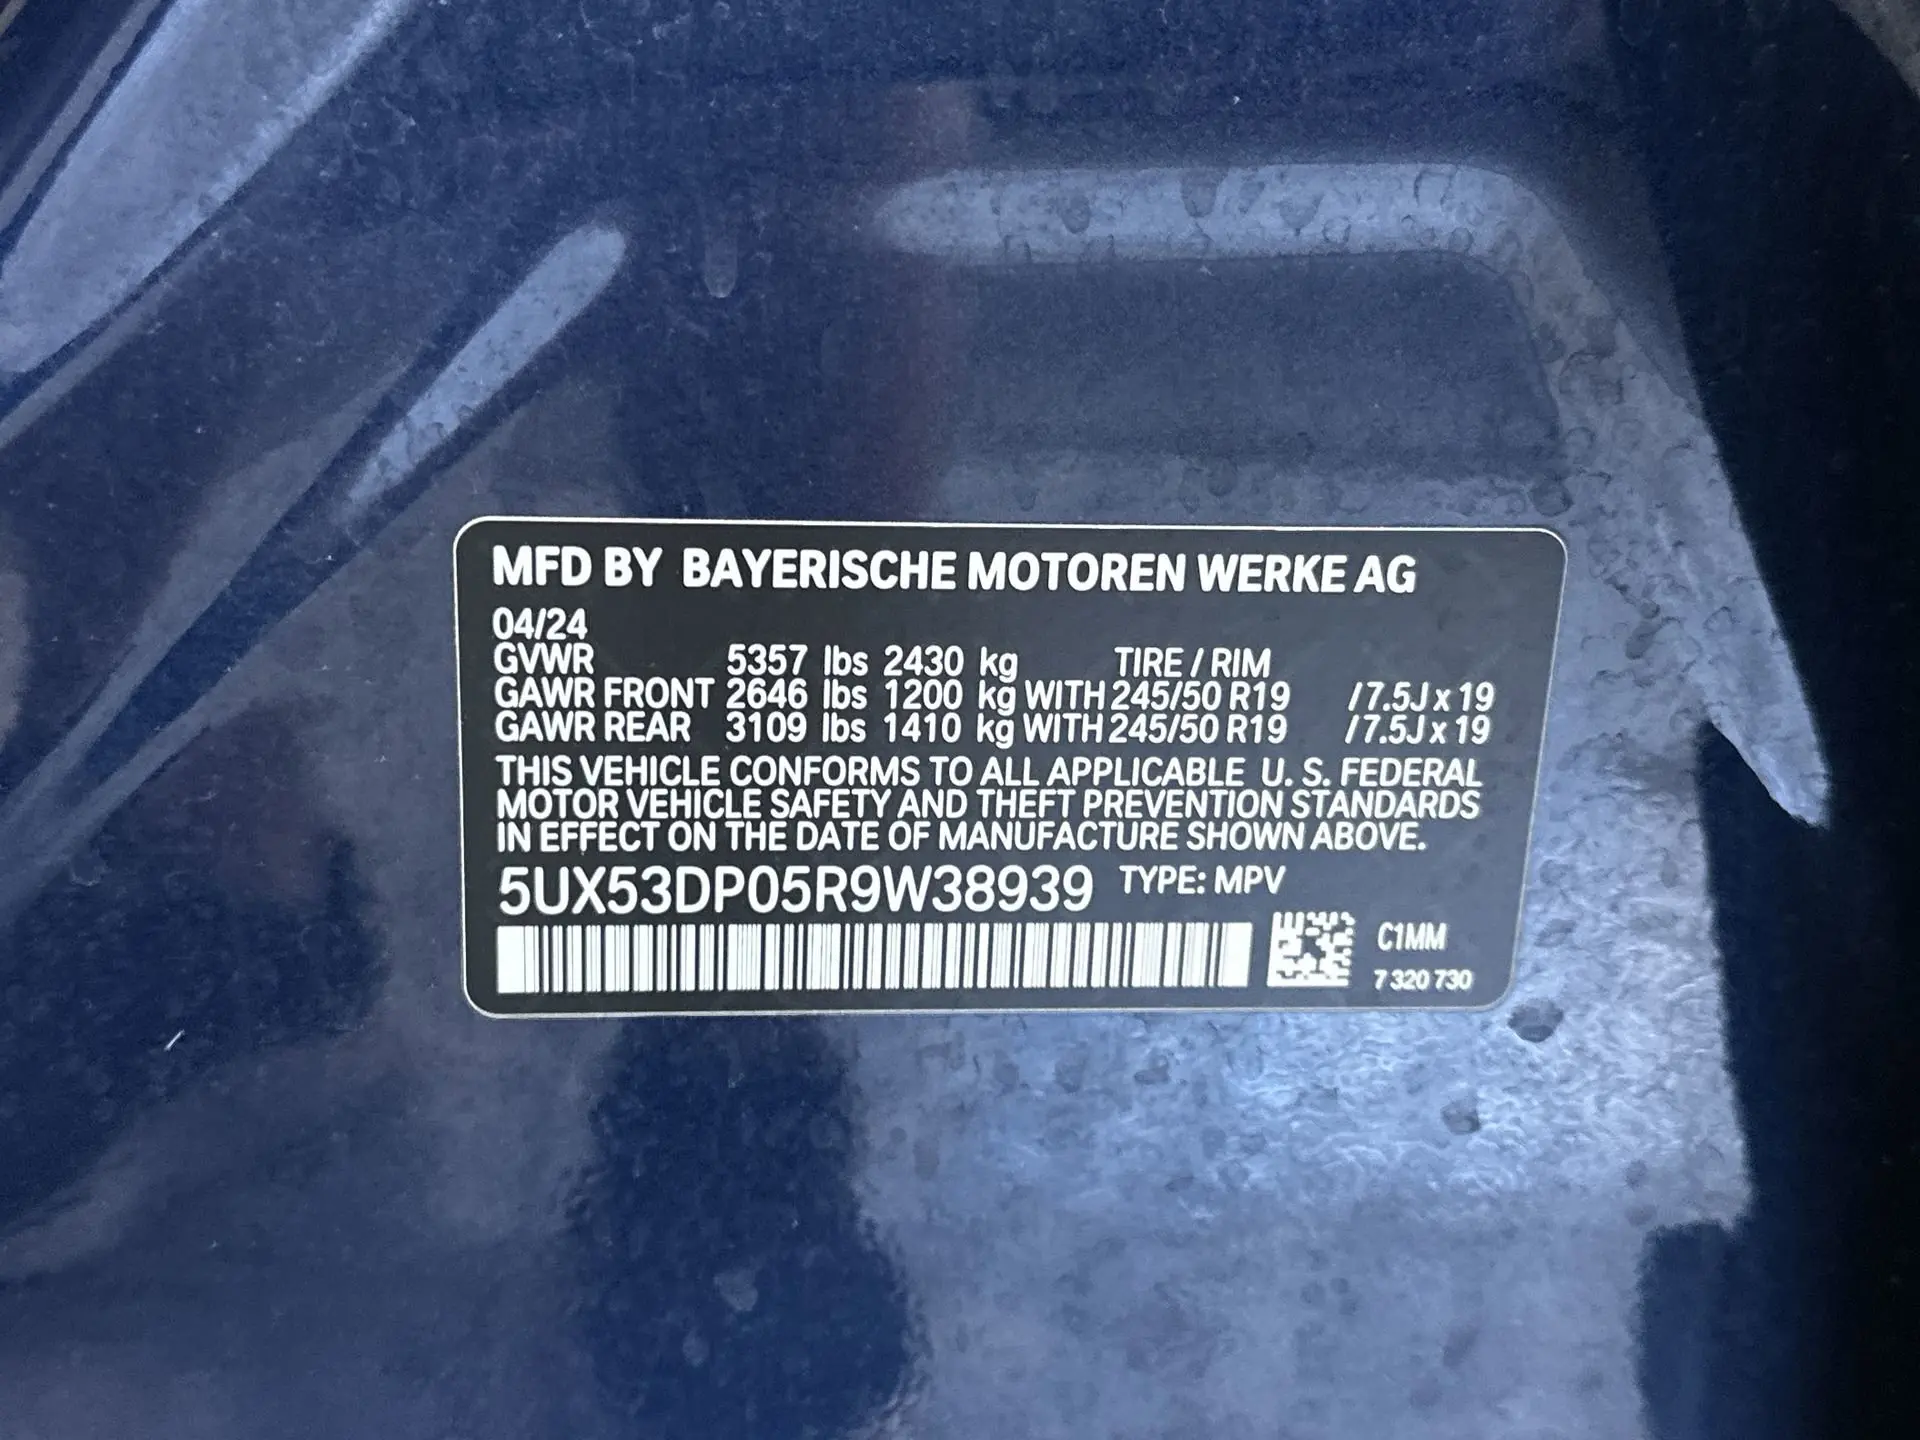 MFD BY BAYERISCHE MOTOREN WERKE AG
04/24
GVWR 5357 lbs 2430 kg TIRE / RIM
GAWR FRONT 2646 lbs 1200 kg WITH 245/50 R19 / 7.5J x 19
GAWR REAR 3109 lbs 1410 kg WITH 245/50 R19 / 7.5J x 19
THIS VEHICLE CONFORMS TO ALL APPLICABLE U. S. FEDERAL
MOTOR VEHICLE SAFETY AND THEFT PREVENTION STANDARDS
IN EFFECT ON THE DATE OF MANUFACTURE SHOWN ABOVE.
5UX53DP05R9W38939 TYPE: MPV
C1MM
7 320 730